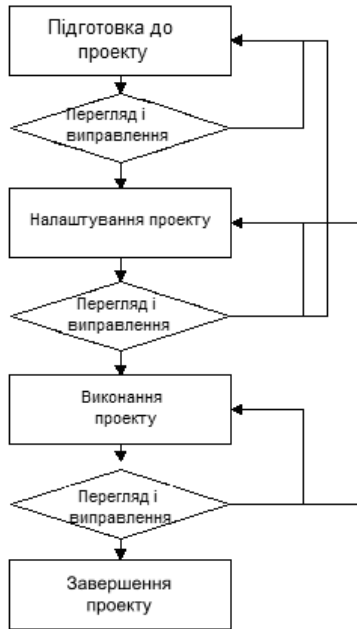 Підготовка до
проекту
Перегляд і
виправлення
Налаштування проекту
Перегляд і
виправлення
Виконання
проекту
Перегляд і
виправлення
Завершення
проекту